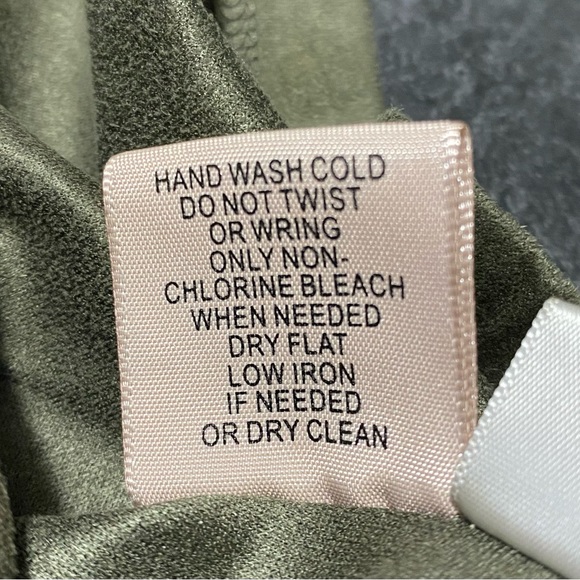 HAND WASH COLD
DO NOT TWIST
OR WRING
ONLY NON-
CHLORINE BLEACH
WHEN NEEDED
DRY FLAT
LOW IRON
IF NEEDED
OR DRY CLEAN